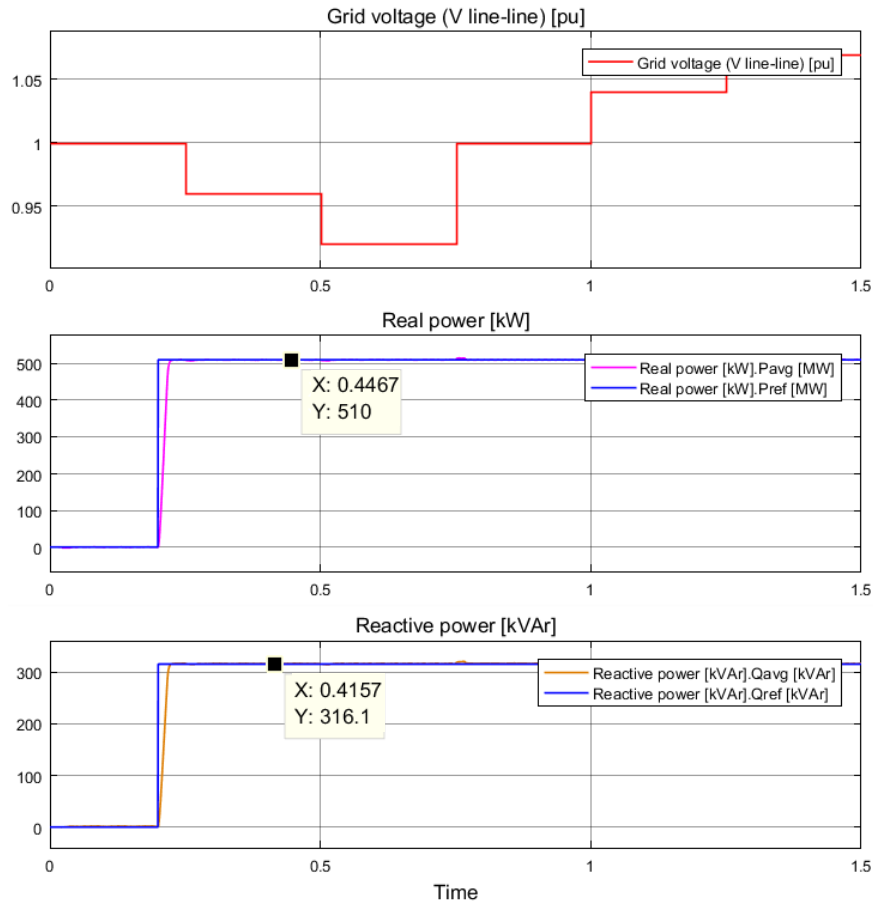 Grid voltage (V line-line) [pu]
Grid voltage (V line-line) [pu]
1.05
1
0.95
0 0.5 1 1.5
Real power [kW]
500
400
300
200
100
0
Real power [kW].Pavg [MW]
Real power [kW].Pref [MW]
X: 0.4467
Y: 510
0 0.5 1 1.5
Reactive power [kVAr]
300
200
100
0
Reactive power [kVAr].Qavg [kVAr]
Reactive power [kVAr].Qref [kVAr]
X: 0.4157
Y: 316.1
0 0.5 1 1.5
Time